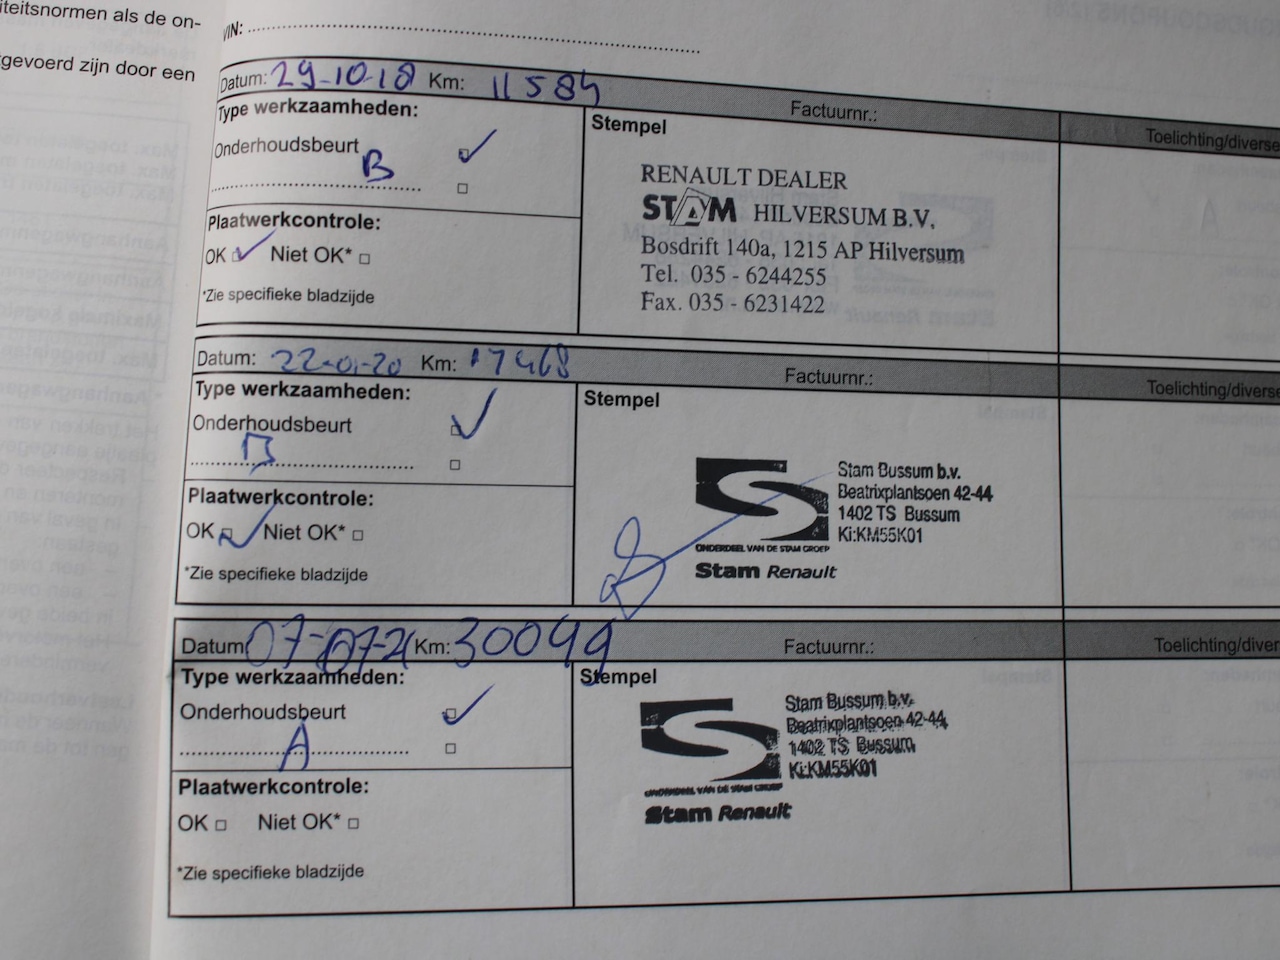 iteitsnormen als de on-
gevoerd zijn door een
VIN:
Datum: 29-10-18 Km: 11584 Factuurnr.:
Type werkzaamheden:
Onderhoudsbeurt
B
Stempel
Toelichting/diverse
RENAULT DEALER
STAM HILVERSUM B.V.
Bosdrift 140a, 1215 AP Hilversum
Tel. 035 - 6244255
Fax. 035 - 6231422
Plaatwerkcontrole:
OK Niet OK*
*Zie specifieke bladzijde
Datum: 22-01-20 Km: 17468 Factuurnr.:
Toelichting/diverse
Type werkzaamheden:
Onderhoudsbeurt
B
Stempel
Stam Bussum b.v.
Beatrixplantsoen 42-44
1402 TS Bussum
Ki:KM55K01
ONDERDEEL VAN DE STAM GROEP
Stam Renault
Plaatwerkcontrole:
OK Niet OK*
*Zie specifieke bladzijde
Datum 07-07-21 Km: 30049 Factuurnr.:
Toelichting/diver
Type werkzaamheden:
Onderhoudsbeurt
A
Stempel
Stam Bussum b.v.
Beatrixplantsoen 42-44
1402 TS Bussum
Ki:KM55K01
ONDERDEEL VAN DE STAM GROEP
Stam Renault
Plaatwerkcontrole:
OK Niet OK*
*Zie specifieke bladzijde